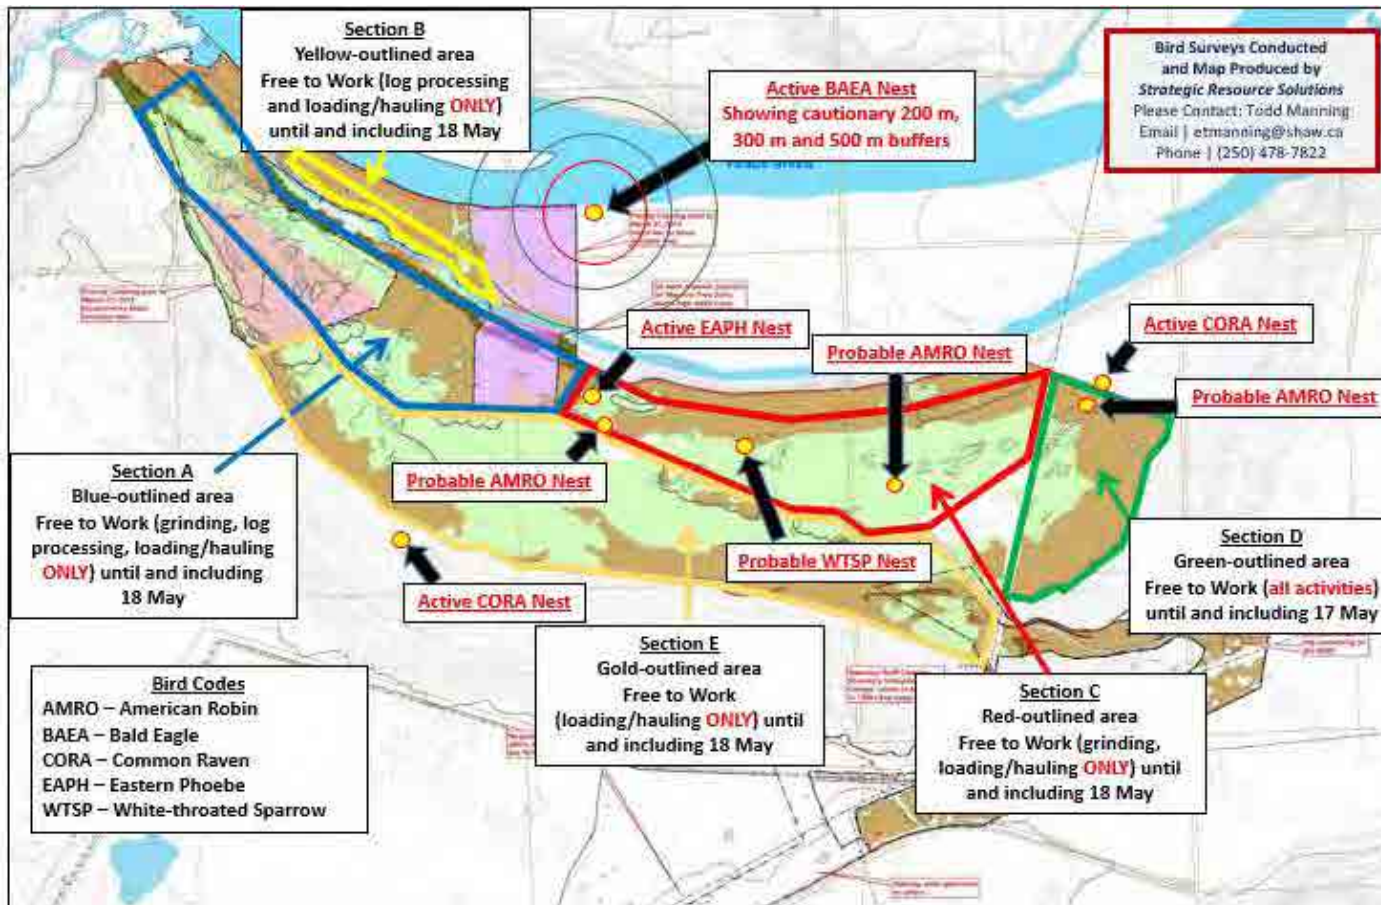 Section B
Yellow-outlined area
Free to Work (log processing
and loading/hauling ONLY)
until and including 18 May
Active BAEA Nest
Showing cautionary 200 m,
300 m and 500 m buffers
Bird Surveys Conducted
and Map Produced by
Strategic Resource Solutions
Please Contact: Todd Manning
Email | etmanning@shaw.ca
Phone | (250) 478-7822
Active EAPH Nest
Probable AMRO Nest
Active CORA Nest
Probable AMRO Nest
Section A
Blue-outlined area
Free to Work (grinding, log
processing, loading/hauling
ONLY) until and including
18 May
Probable AMRO Nest
Probable WTSP Nest
Active CORA Nest
Section D
Green-outlined area
Free to Work (all activities)
until and including 17 May
Section E
Gold-outlined area
Free to Work
(loading/hauling ONLY) until
and including 18 May
Section C
Red-outlined area
Free to Work (grinding,
loading/hauling ONLY) until
and including 18 May
Bird Codes
AMRO – American Robin
BAEA – Bald Eagle
CORA – Common Raven
EAPH – Eastern Phoebe
WTSP – White-throated Sparrow